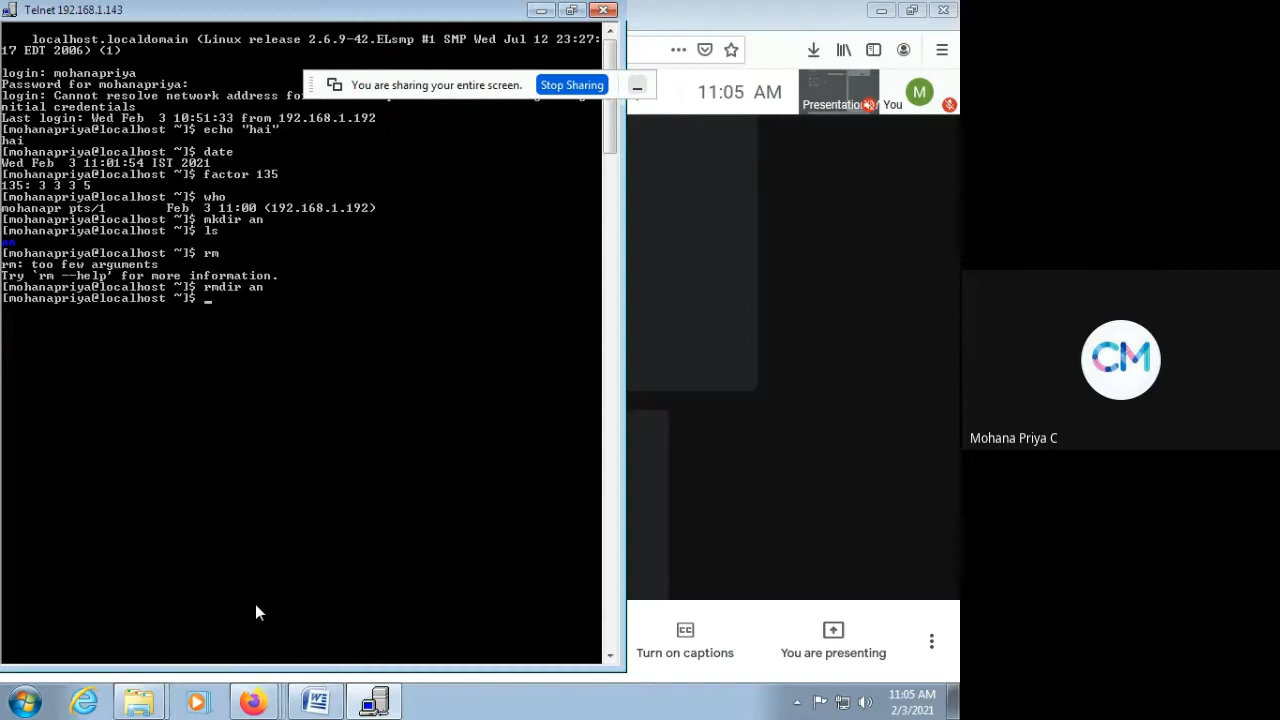 Telnet 192.168.1.143
localhost.localdomain (Linux release 2.6.9-42.ELsmp #1 SMP Wed Jul 12 23:27:
17 EDT 2006) (1)
login: mohanapriya
Password for mohanapriya:
login: Cannot resolve network address fo
nitial credentials
Last login: Wed Feb  3 10:51:33 from 192.168.1.192
[mohanapriya@localhost ~]$ echo "hai"
hai
[mohanapriya@localhost ~]$ date
Wed Feb  3 11:01:54 IST 2021
[mohanapriya@localhost ~]$ factor 135
135: 3 3 3 5
[mohanapriya@localhost ~]$ who
mohanapr pts/1        Feb  3 11:00 (192.168.1.192)
[mohanapriya@localhost ~]$ mkdir an
[mohanapriya@localhost ~]$ ls
an
[mohanapriya@localhost ~]$ rm
rm: too few arguments
Try `rm --help' for more information.
[mohanapriya@localhost ~]$ rmdir an
[mohanapriya@localhost ~]$ _
You are sharing your entire screen.
Stop Sharing
11:05 AM
Presentation
You
M
CM
Mohana Priya C
CC
Turn on captions
You are presenting
W
11:05 AM
2/3/2021